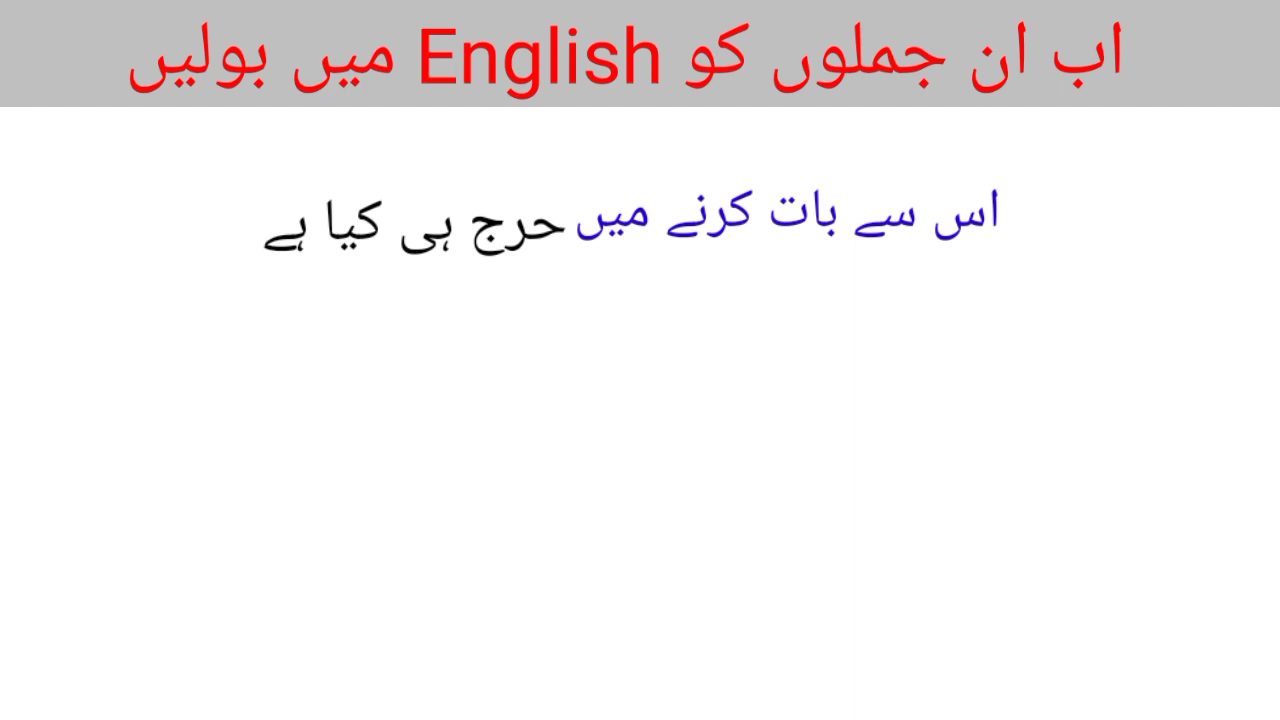 اب ان جملوں کو English میں بولیں
اس سے بات کرنے میں حرج ہی کیا ہے